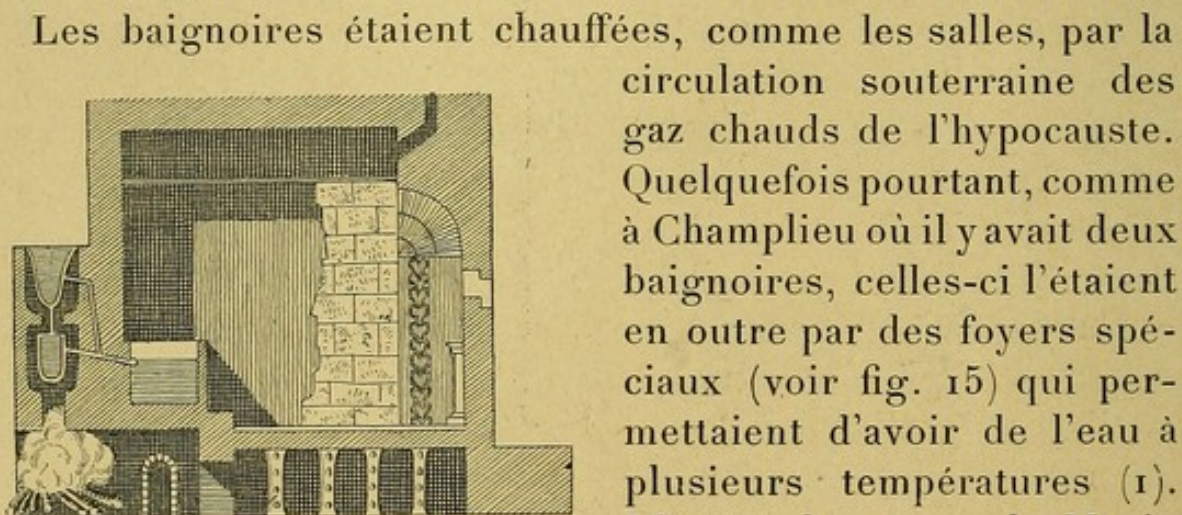 Les baignoires étaient chauffées, comme les salles, par la
circulation souterraine des
gaz chauds de l'hypocauste.
Quelquefois pourtant, comme
à Champlieu où il y avait deux
baignoires, celles-ci l'étaient
en outre par des foyers spé-
ciaux (voir fig. 15) qui per-
mettaient d'avoir de l'eau à
plusieurs températures (1).